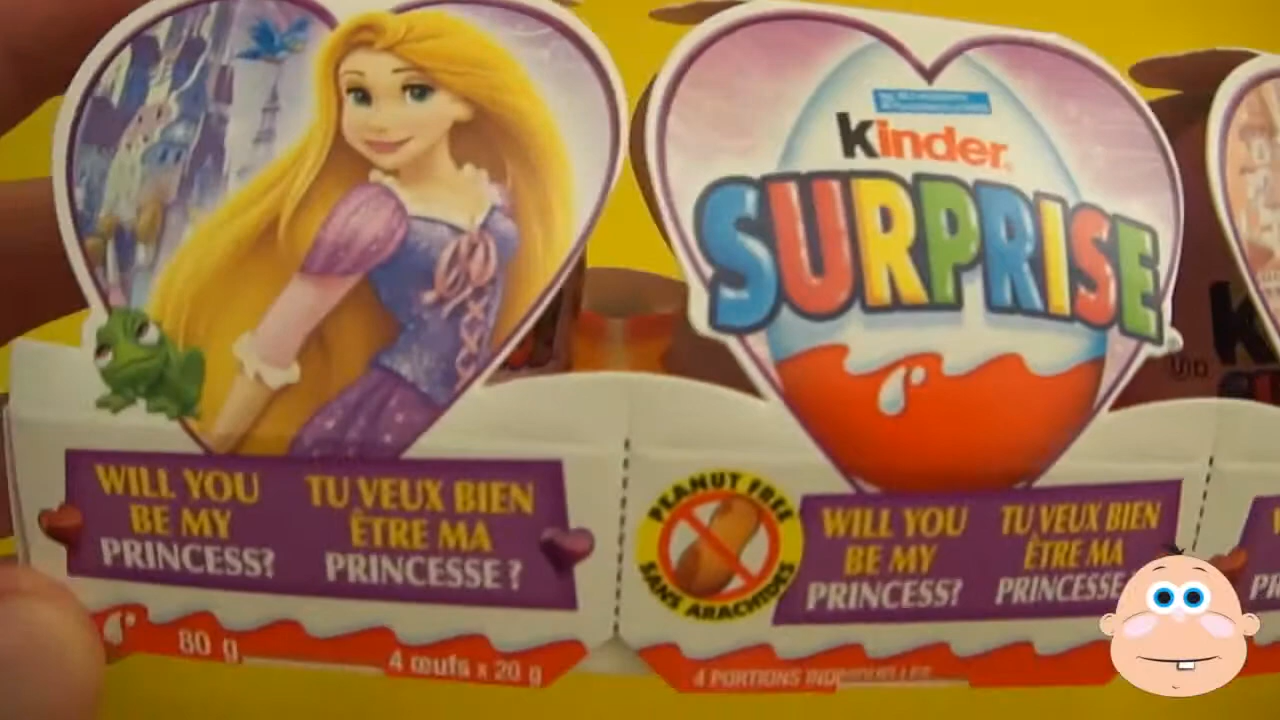 WILL YOU
BE MY
PRINCESS?
TU VEUX BIEN
ÊTRE MA
PRINCESSE?
80 g
4 œufs x 20 g
kinder
SURPRISE
PEANUT FREE
SANS ARACHIDES
WILL YOU
BE MY
PRINCESS?
TU VEUX BIEN
ÊTRE MA
PRINCESSE
4 PORTIONS